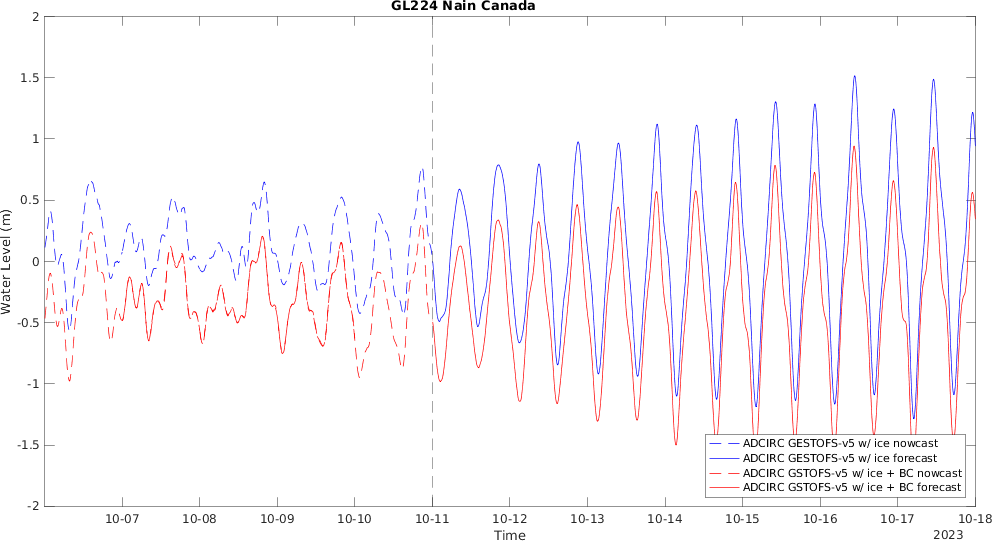 GL224 Nain Canada
2
1.5
1
0.5
0
-0.5
-1
-1.5
-2
Water Level (m)
10-07 10-08 10-09 10-10 10-11 10-12 10-13 10-14 10-15 10-16 10-17 10-18
Time
2023
ADCIRC GESTOFS-v5 w/ ice nowcast
ADCIRC GESTOFS-v5 w/ ice forecast
ADCIRC GSTOFS-v5 w/ ice + BC nowcast
ADCIRC GSTOFS-v5 w/ ice + BC forecast